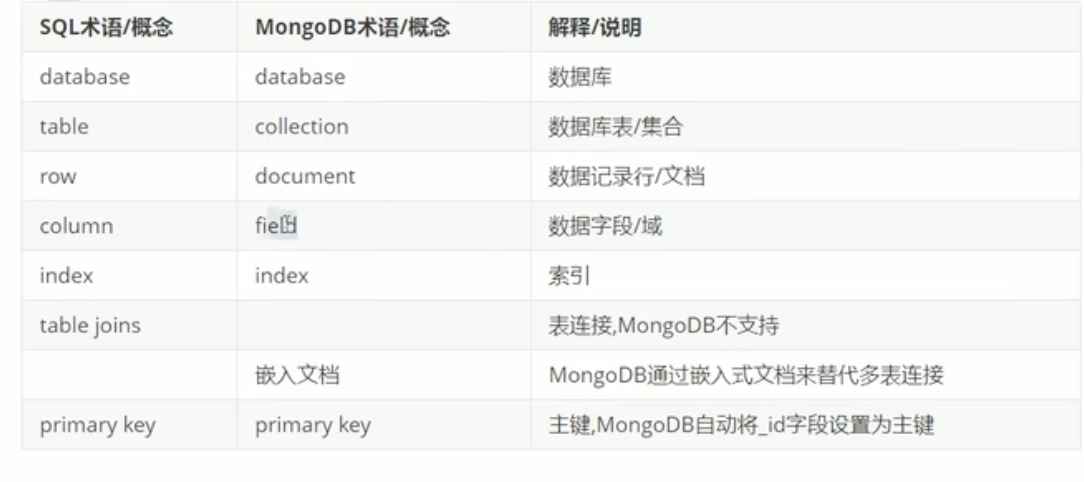 SQL术语/概念 MongoDB术语/概念 解释/说明
database database 数据库
table collection 数据库表/集合
row document 数据记录行/文档
column field 数据字段/域
index index 索引
table joins 表连接,MongoDB不支持
嵌入文档 MongoDB通过嵌入式文档来替代多表连接
primary key primary key 主键,MongoDB自动将_id字段设置为主键